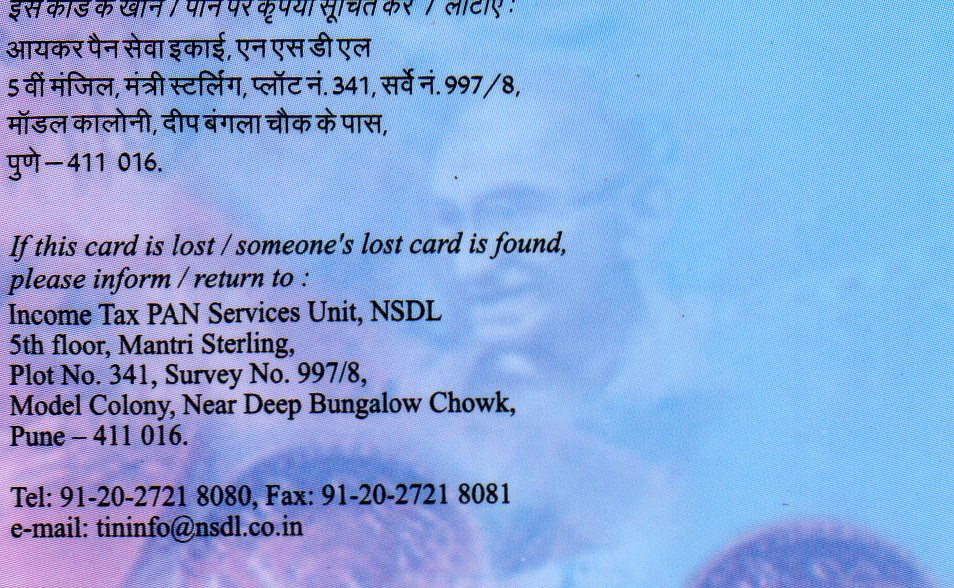 इस कार्ड के खोने / पाने पर कृपया सूचित करें / लौटाएं :
आयकर पैन सेवा इकाई, एन एस डी एल
5 वीं मंजिल, मंत्री स्टर्लिंग, प्लॉट नं. 341, सर्वे नं. 997/8,
मॉडल कालोनी, दीप बंगला चौक के पास,
पुणे – 411 016.
If this card is lost / someone's lost card is found,
please inform / return to :
Income Tax PAN Services Unit, NSDL
5th floor, Mantri Sterling,
Plot No. 341, Survey No. 997/8,
Model Colony, Near Deep Bungalow Chowk,
Pune – 411 016.
Tel: 91-20-2721 8080, Fax: 91-20-2721 8081
e-mail: tininfo@nsdl.co.in